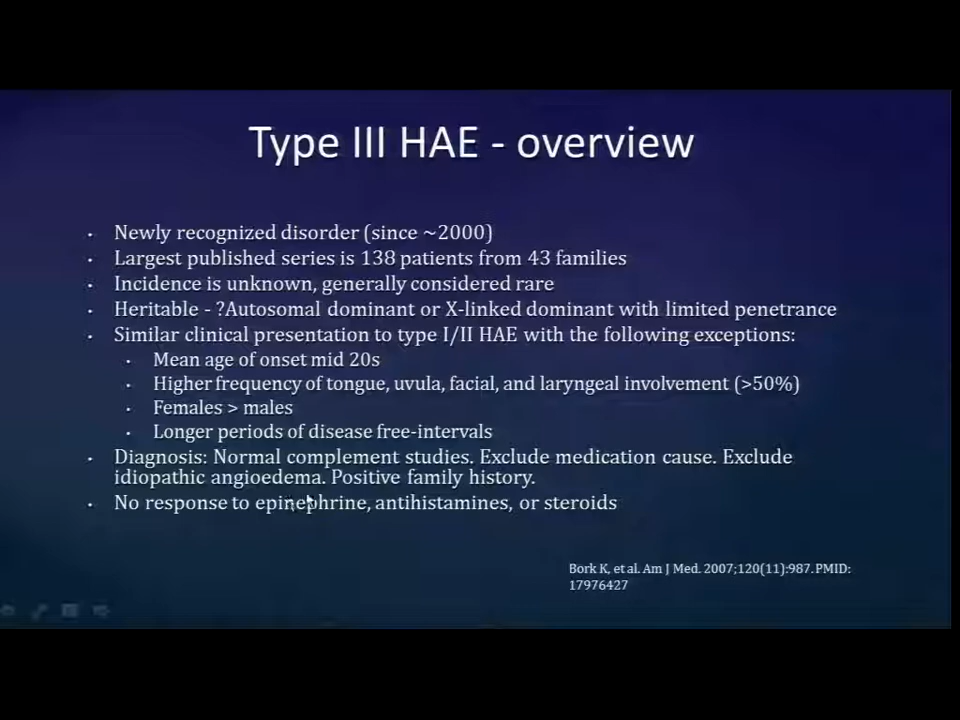 Type III HAE - overview
· Newly recognized disorder (since ~2000)
· Largest published series is 138 patients from 43 families
· Incidence is unknown, generally considered rare
· Heritable - ?Autosomal dominant or X-linked dominant with limited penetrance
· Similar clinical presentation to type I/II HAE with the following exceptions:
· Mean age of onset mid 20s
· Higher frequency of tongue, uvula, facial, and laryngeal involvement (>50%)
· Females > males
· Longer periods of disease free-intervals
· Diagnosis: Normal complement studies. Exclude medication cause. Exclude
idiopathic angioedema. Positive family history.
· No response to epinephrine, antihistamines, or steroids
Bork K, et al. Am J Med. 2007;120(11):987. PMID:
17976427